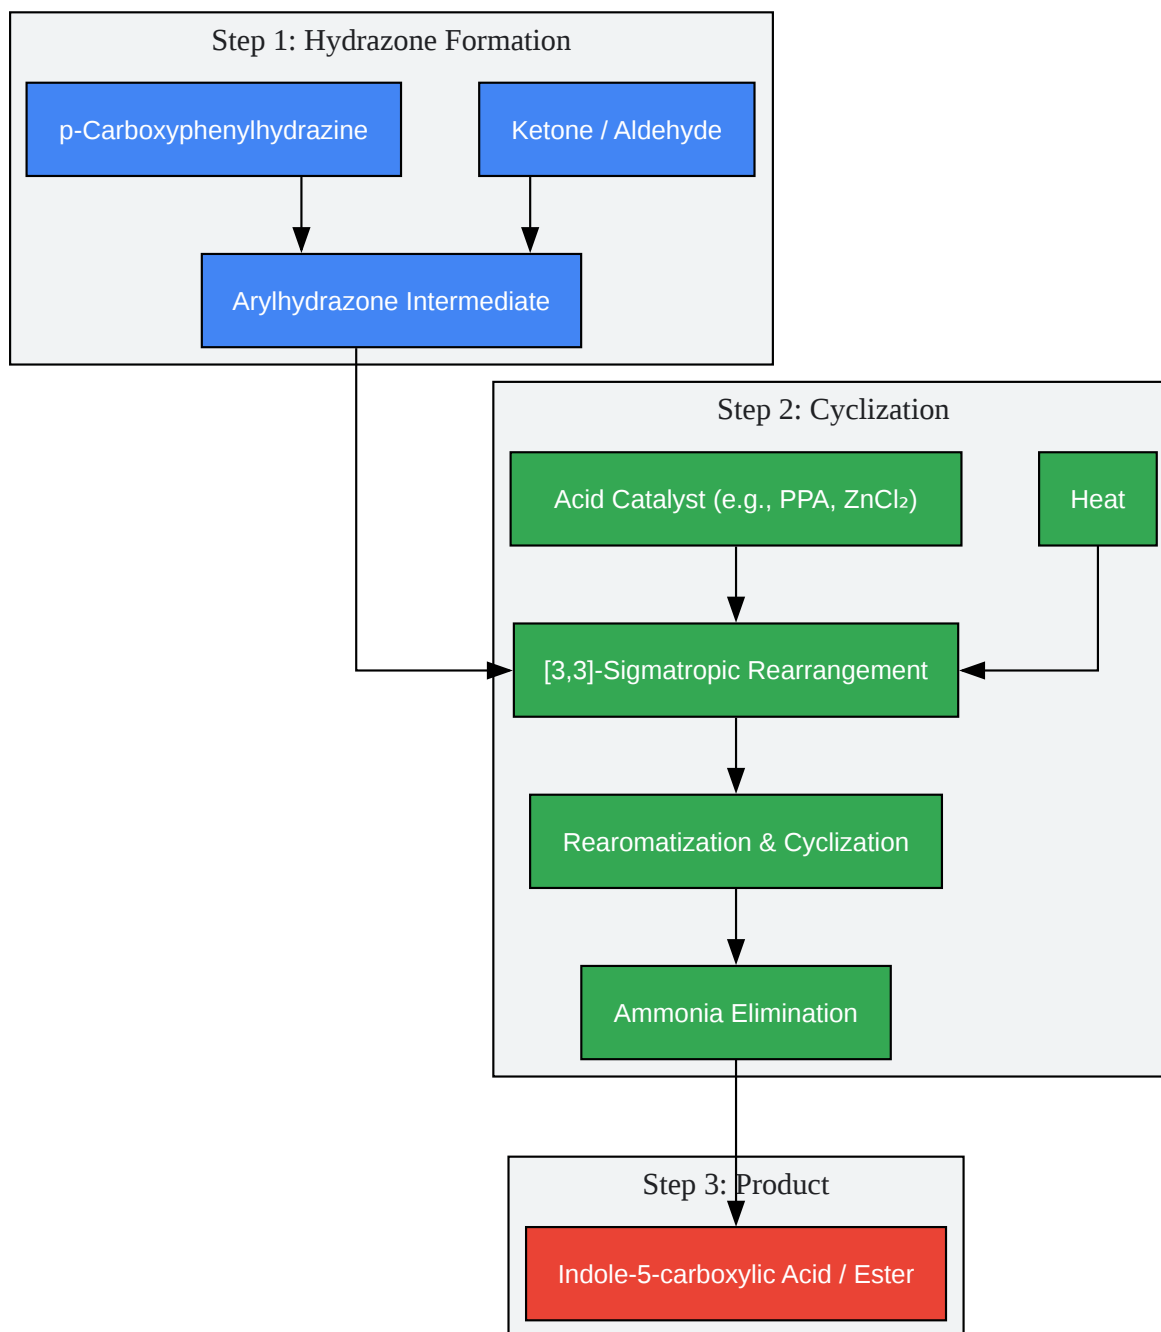 Step 1: Hydrazone Formation
p-Carboxyphenylhydrazine
Ketone / Aldehyde
Arylhydrazone Intermediate
Step 2: Cyclization
Acid Catalyst (e.g., PPA, ZnCl₂)
Heat
[3,3]-Sigmatropic Rearrangement
Rearomatization & Cyclization
Ammonia Elimination
Step 3: Product
Indole-5-carboxylic Acid / Ester